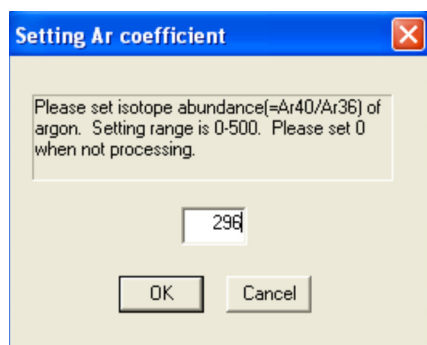 Setting Ar coefficient
Please set isotope abundance(=Ar40/Ar36) of
argon. Setting range is 0-500. Please set 0
when not processing.
296
OK Cancel